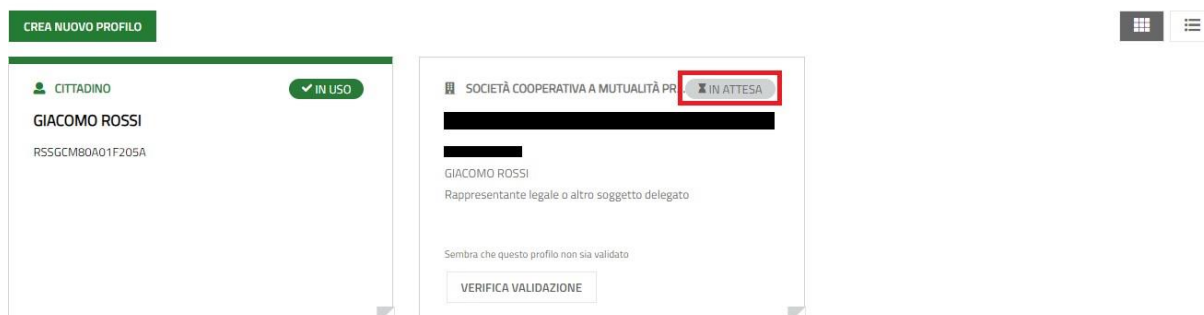 CREA NUOVO PROFILO
CITTADINO
IN USO
GIACOMO ROSSI
RSSGCM80A01F205A
SOCIETÀ COOPERATIVA A MUTUALITÀ PR...
IN ATTESA
GIACOMO ROSSI
Rappresentante legale o altro soggetto delegato
Sembra che questo profilo non sia validato
VERIFICA VALIDAZIONE